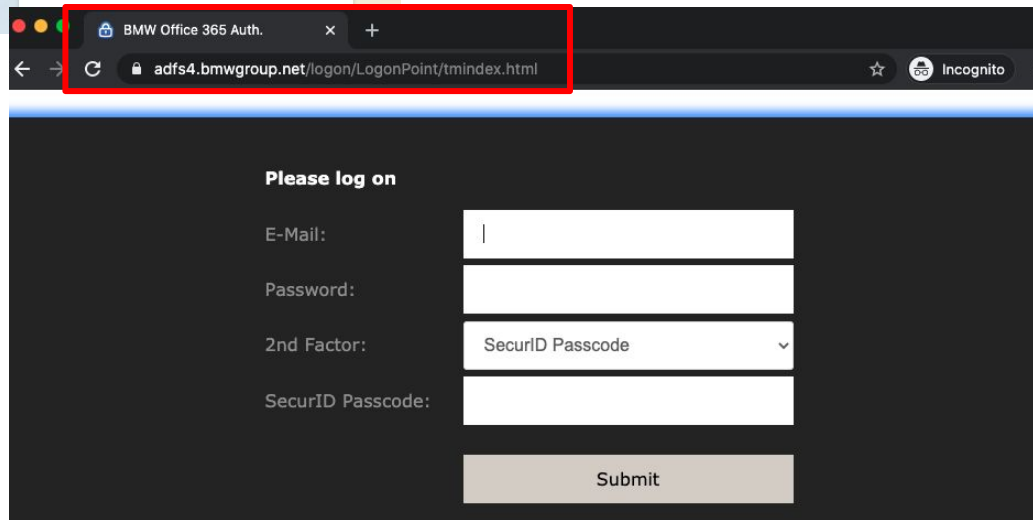 BMW Office 365 Auth.
adfs4.bmwgroup.net/logon/LogonPoint/tmindex.html
Incognito
Please log on
E-Mail:
Password:
2nd Factor:
SecurID Passcode
SecurID Passcode:
Submit